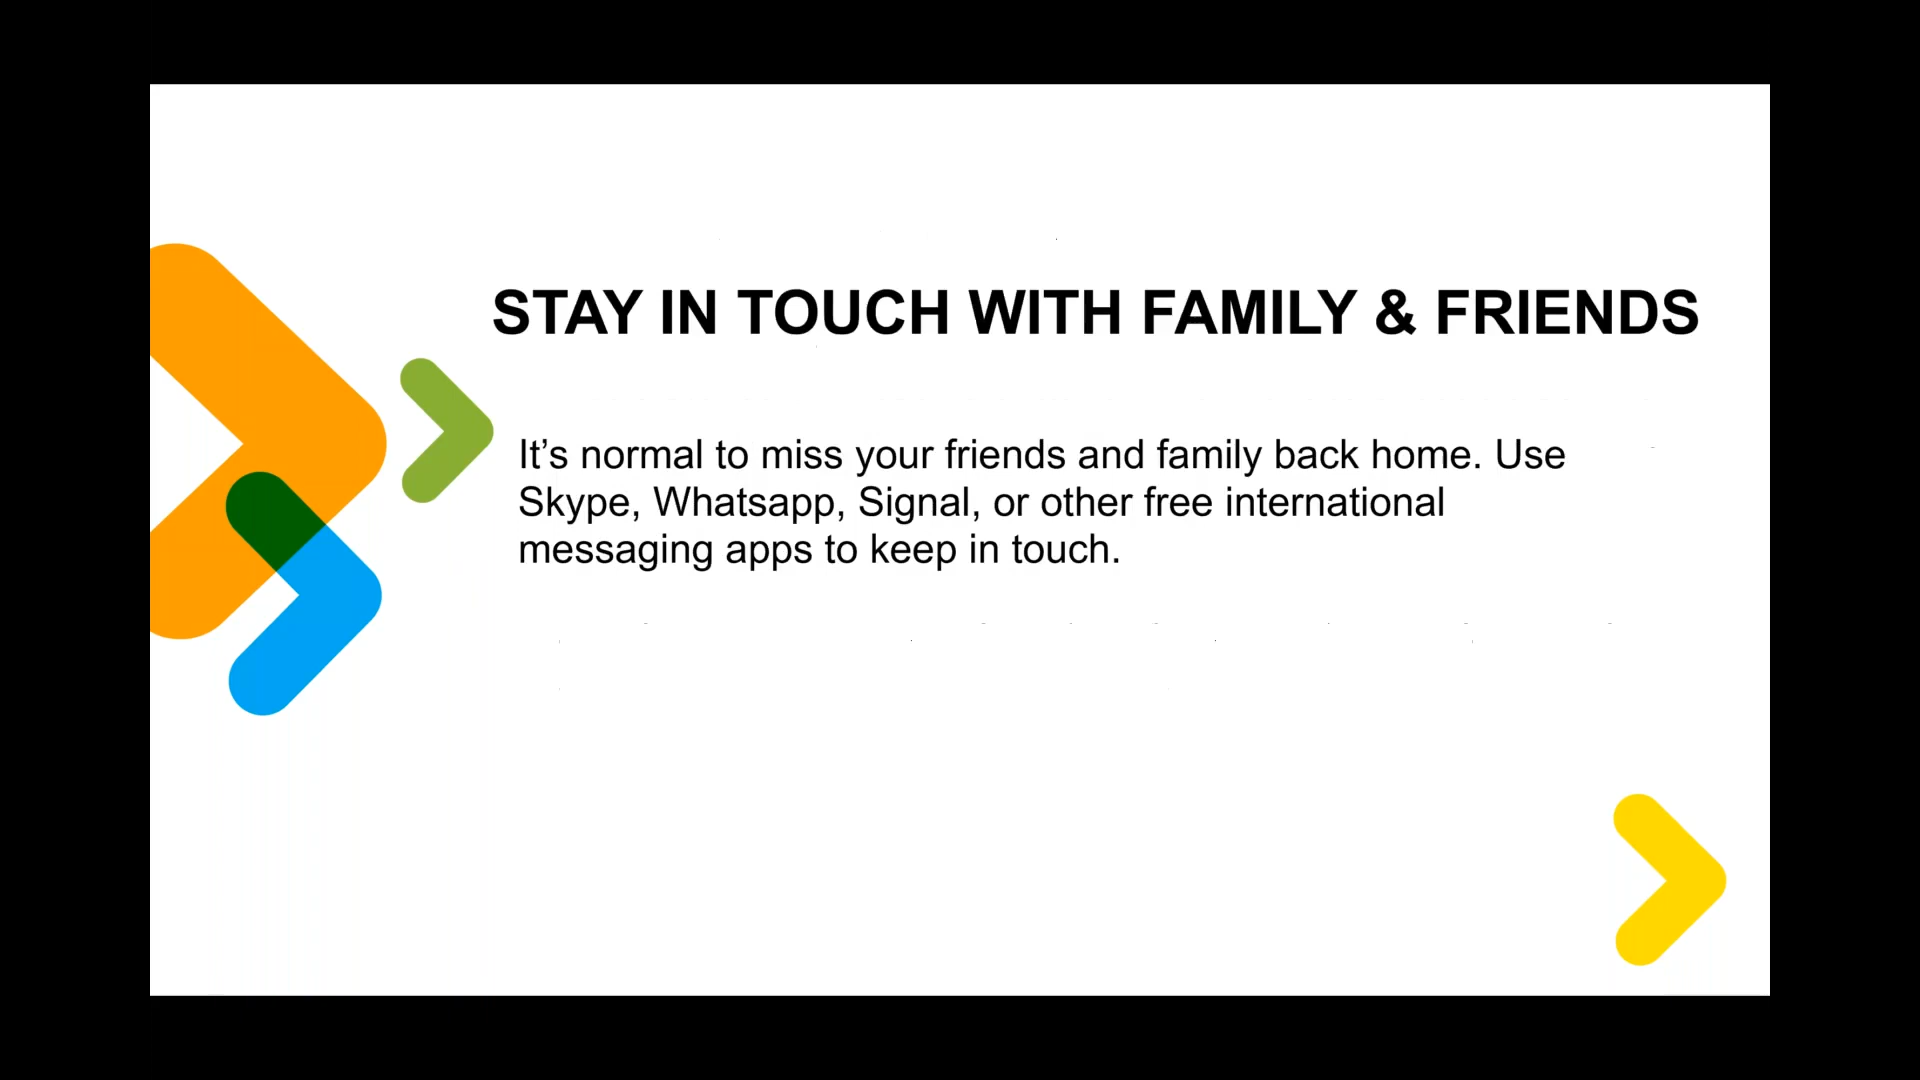 STAY IN TOUCH WITH FAMILY & FRIENDS
It’s normal to miss your friends and family back home. Use
Skype, Whatsapp, Signal, or other free international
messaging apps to keep in touch.